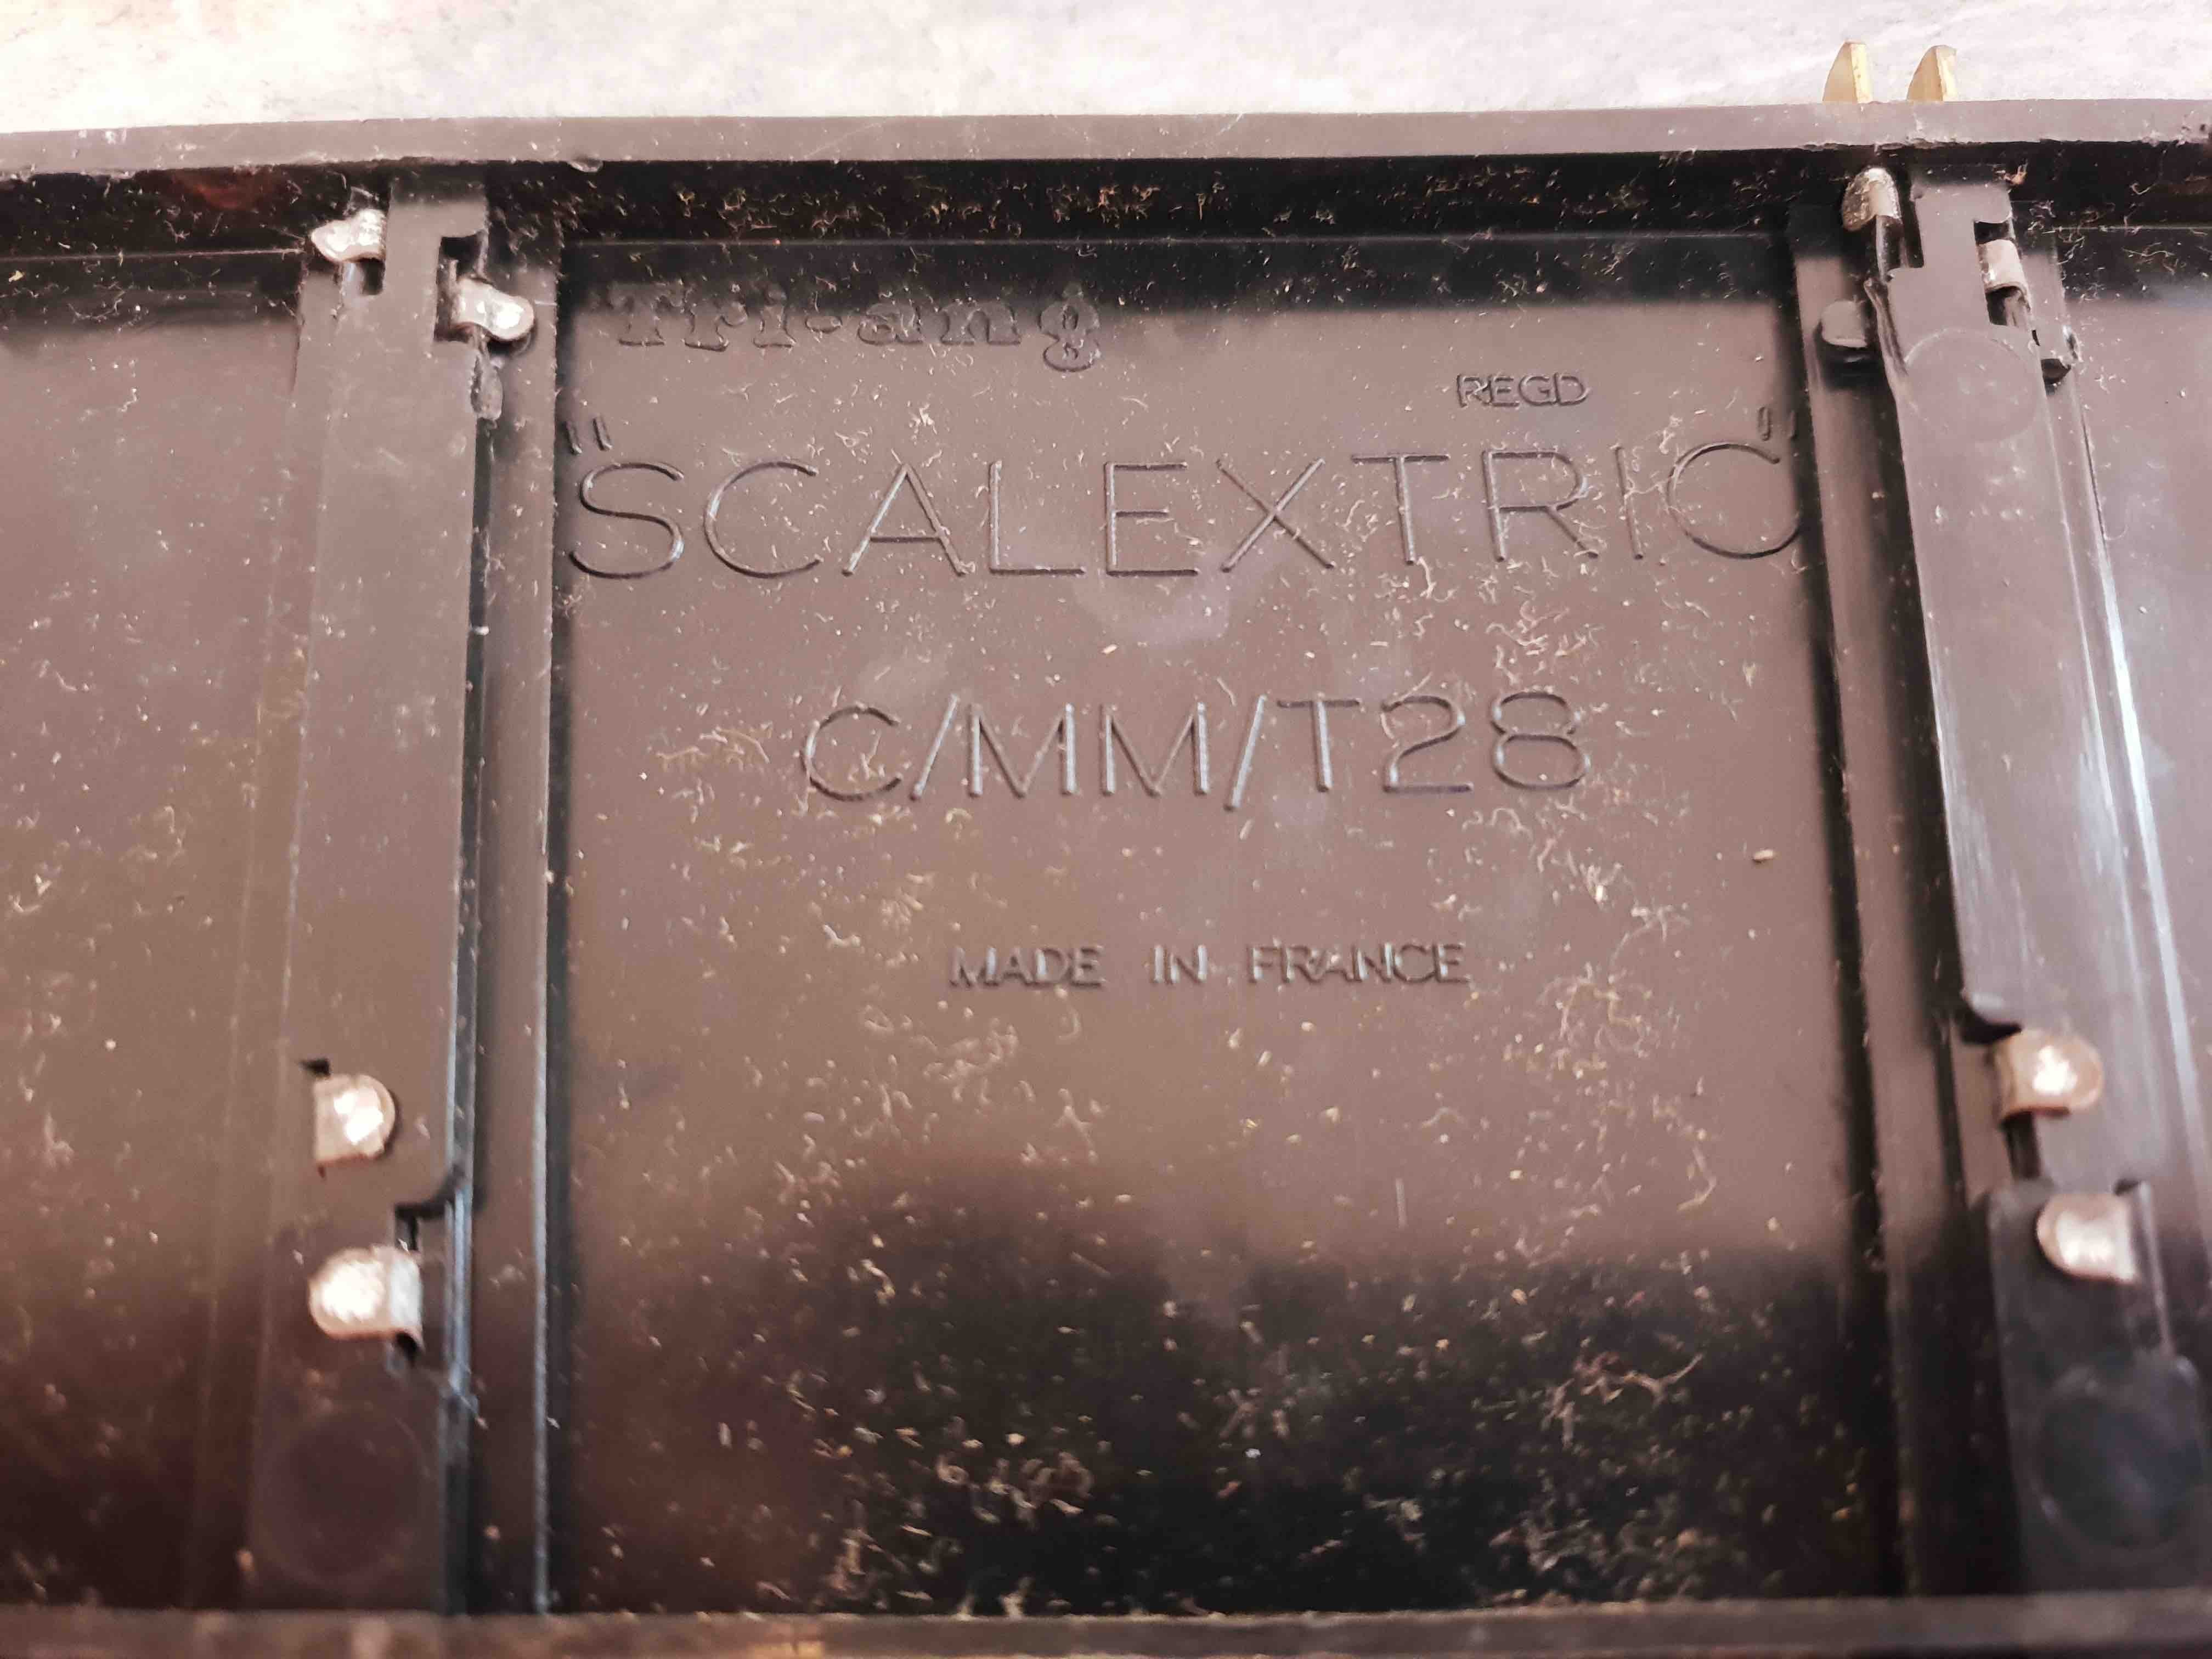 Tri-ang
REGD
"SCALEXTRIC"
C/MM/T28
MADE IN FRANCE